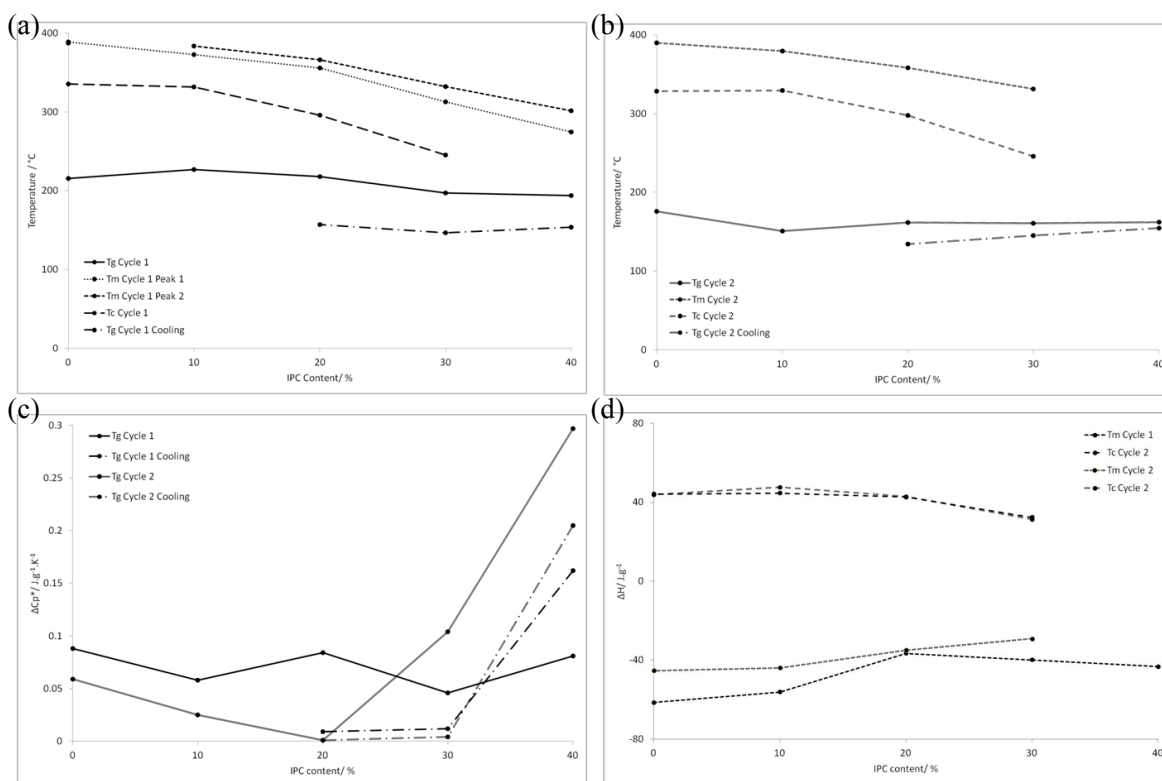 (a)
400
300
200
100
0
Temperature / °C
Tg Cycle 1
Tm Cycle 1 Peak 1
Tm Cycle 1 Peak 2
Tc Cycle 1
Tg Cycle 1 Cooling
0 10 20 30 40
IPC Content/ %
(b)
400
300
200
100
0
Temperature/ °C
Tg Cycle 2
Tm Cycle 2
Tc Cycle 2
Tg Cycle 2 Cooling
0 10 20 30 40
IPC Content/ %
(c)
0.3
0.25
0.2
0.15
0.1
0.05
0
ΔCp*/ J.g⁻¹.K⁻¹
Tg Cycle 1
Tg Cycle 1 Cooling
Tg Cycle 2
Tg Cycle 2 Cooling
0 10 20 30 40
IPC content/ %
(d)
80
40
0
-40
-80
ΔH/ J.g⁻¹
Tm Cycle 1
Tc Cycle 2
Tm Cycle 2
Tc Cycle 2
0 10 20 30 40
IPC content/ %